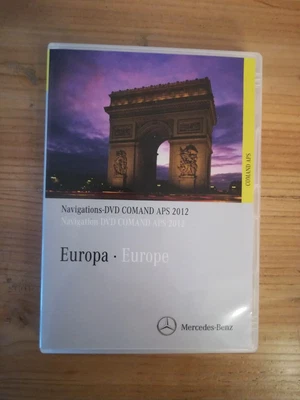 COMAND APS
Navigations-DVD COMAND APS 2012
Navigation DVD COMAND APS 2012
Europa · Europe
Mercedes-Benz